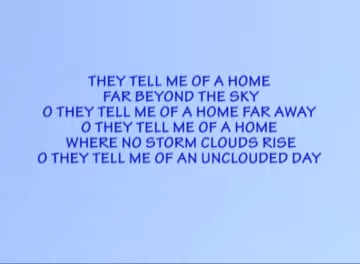 THEY TELL ME OF A HOME
FAR BEYOND THE SKY
O THEY TELL ME OF A HOME FAR AWAY
O THEY TELL ME OF A HOME
WHERE NO STORM CLOUDS RISE
O THEY TELL ME OF AN UNCLOUDED DAY